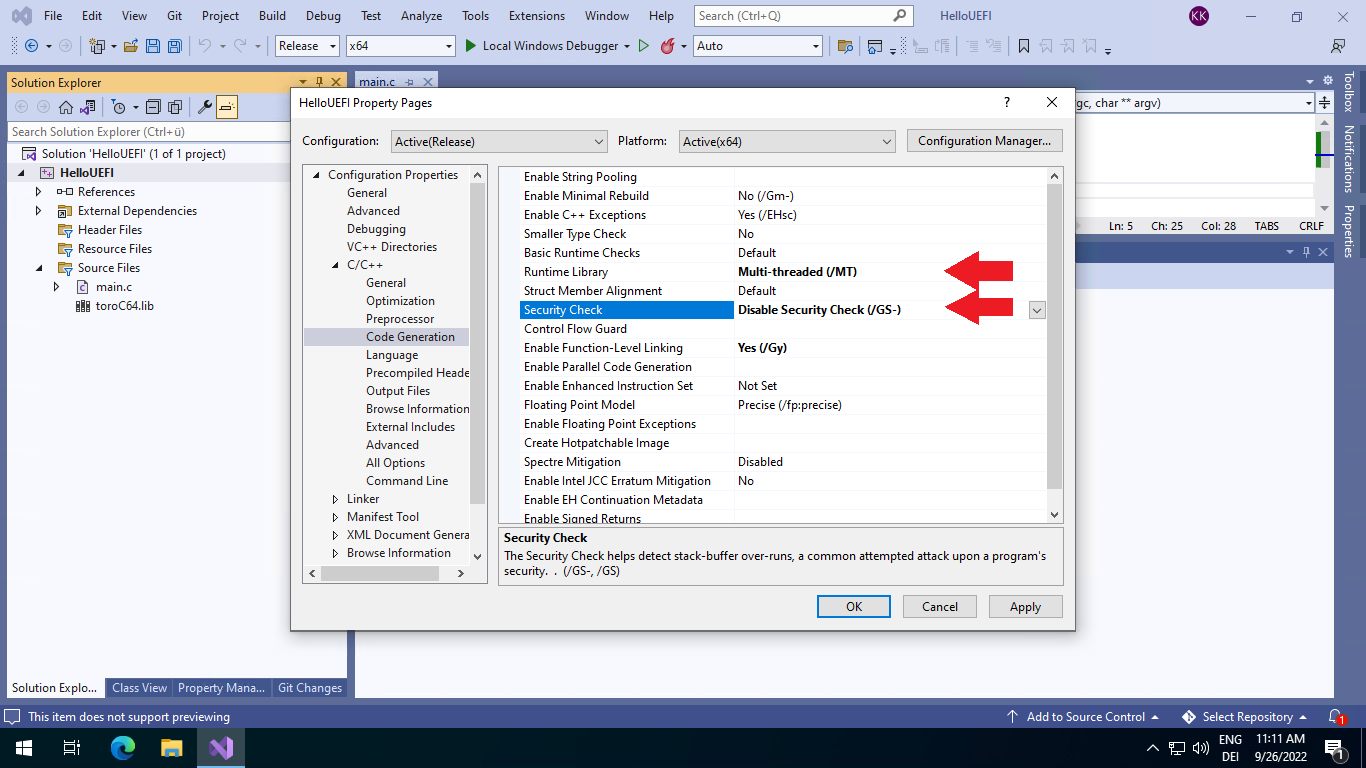 File Edit View Git Project Build Debug Test Analyze Tools Extensions Window Help Search (Ctrl+Q) HelloUEFI KK
Release x64 Local Windows Debugger Auto
Solution Explorer
main.c
Search Solution Explorer (Ctrl+ü)
Solution 'HelloUEFI' (1 of 1 project)
HelloUEFI
References
External Dependencies
Header Files
Resource Files
Source Files
main.c
toroC64.lib
Solution Explo... Class View Property Mana... Git Changes
gc, char ** argv)
Ln: 5 Ch: 25 Col: 28 TABS CRLF
Toolbox
Notifications
Properties
HelloUEFI Property Pages ?
Configuration: Active(Release) Platform: Active(x64) Configuration Manager...
Configuration Properties
General
Advanced
Debugging
VC++ Directories
C/C++
General
Optimization
Preprocessor
Code Generation
Language
Precompiled Heade
Output Files
Browse Information
External Includes
Advanced
All Options
Command Line
Linker
Manifest Tool
XML Document Genera
Browse Information
Enable String Pooling
Enable Minimal Rebuild No (/Gm-)
Enable C++ Exceptions Yes (/EHsc)
Smaller Type Check No
Basic Runtime Checks Default
Runtime Library Multi-threaded (/MT)
Struct Member Alignment Default
Security Check Disable Security Check (/GS-)
Control Flow Guard
Enable Function-Level Linking Yes (/Gy)
Enable Parallel Code Generation
Enable Enhanced Instruction Set Not Set
Floating Point Model Precise (/fp:precise)
Enable Floating Point Exceptions
Create Hotpatchable Image
Spectre Mitigation Disabled
Enable Intel JCC Erratum Mitigation No
Enable EH Continuation Metadata
Enable Signed Returns
Security Check
The Security Check helps detect stack-buffer over-runs, a common attempted attack upon a program's
security. . (/GS-, /GS)
OK Cancel Apply
This item does not support previewing Add to Source Control Select Repository 1
ENG 11:11 AM
DEI 9/26/2022 1